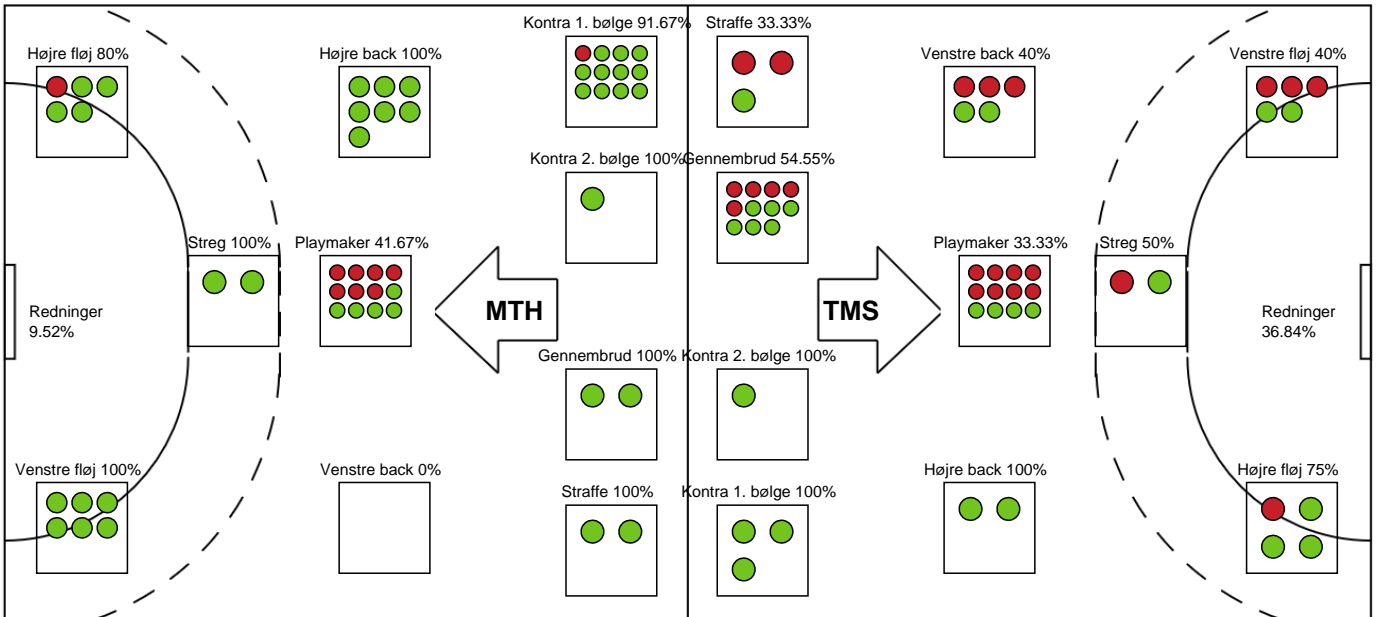 Kontra 1. bølge 91.67%
Straffe 33.33%
Højre fløj 80%
Højre back 100%
Venstre back 40%
Venstre fløj 40%
Kontra 2. bølge 100%
Gennembrud 54.55%
Streg 100%
Playmaker 41.67%
Playmaker 33.33%
Streg 50%
Redninger
9.52%
MTH
TMS
Redninger
36.84%
Gennembrud 100%
Kontra 2. bølge 100%
Venstre fløj 100%
Venstre back 0%
Højre back 100%
Højre fløj 75%
Straffe 100%
Kontra 1. bølge 100%